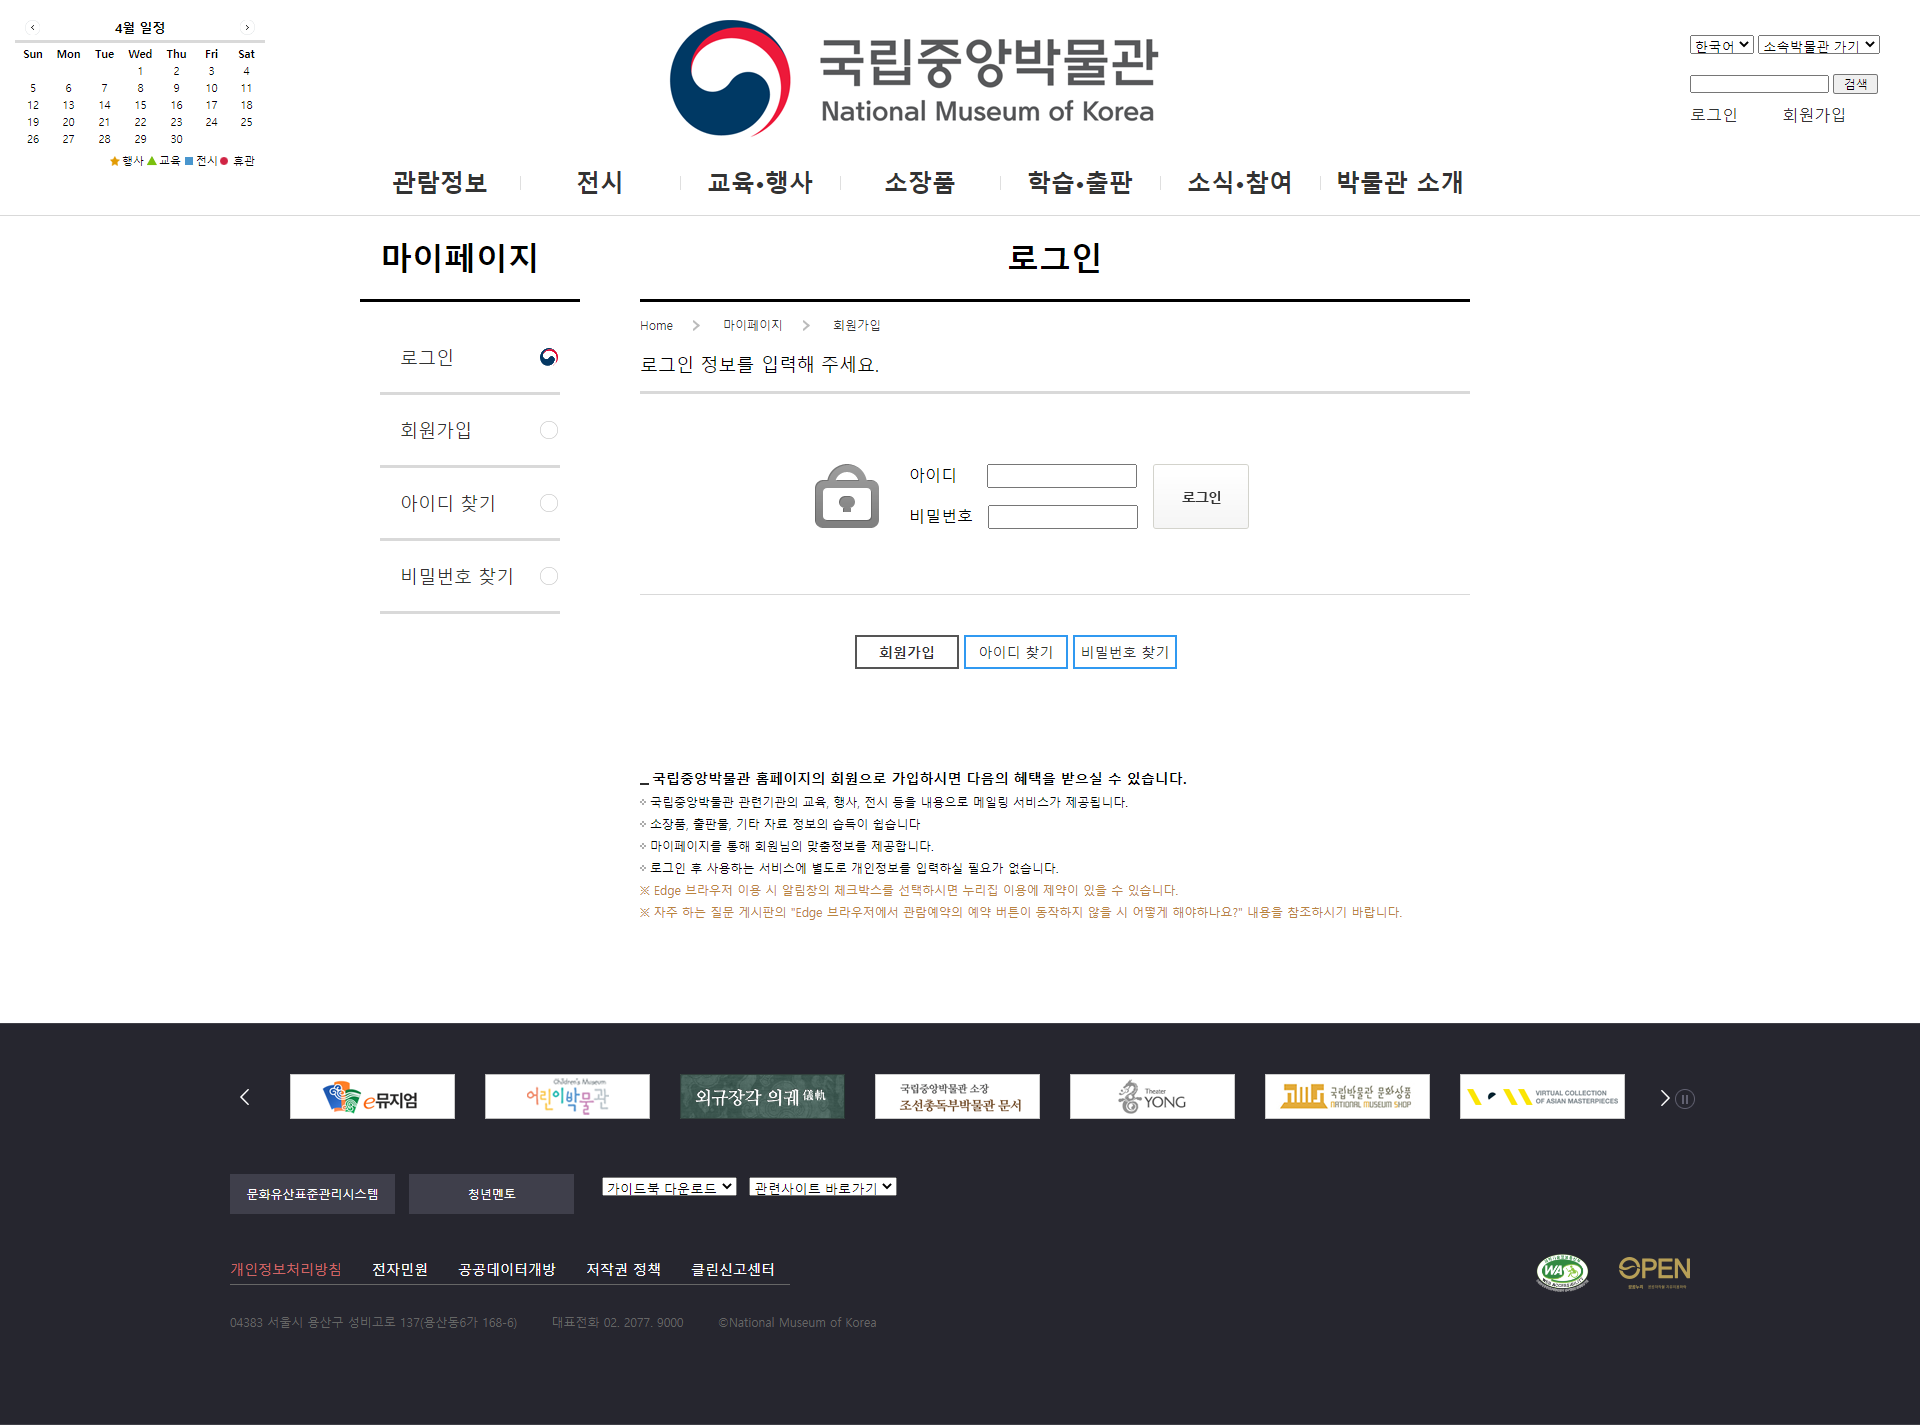 4월 일정
Sun Mon Tue Wed Thu Fri Sat
1 2 3 4
5 6 7 8 9 10 11
12 13 14 15 16 17 18
19 20 21 22 23 24 25
26 27 28 29 30
행사 교육 전시 휴관
국립중앙박물관
National Museum of Korea
한국어 소속박물관 가기
검색
로그인 회원가입
관람정보 전시 교육•행사 소장품 학습•출판 소식•참여 박물관 소개
마이페이지
로그인
회원가입
아이디 찾기
비밀번호 찾기
로그인
Home 마이페이지 회원가입
로그인 정보를 입력해 주세요.
아이디
비밀번호
로그인
회원가입 아이디 찾기 비밀번호 찾기
국립중앙박물관 홈페이지의 회원으로 가입하시면 다음의 혜택을 받으실 수 있습니다.
국립중앙박물관 관련기관의 교육, 행사, 전시 등을 내용으로 메일링 서비스가 제공됩니다.
소장품, 출판물, 기타 자료 정보의 습득이 쉽습니다
마이페이지를 통해 회원님의 맞춤정보를 제공합니다.
로그인 후 사용하는 서비스에 별도로 개인정보를 입력하실 필요가 없습니다.
※ Edge 브라우저 이용 시 알림창의 체크박스를 선택하시면 누리집 이용에 제약이 있을 수 있습니다.
※ 자주 하는 질문 게시판의 "Edge 브라우저에서 관람예약의 예약 버튼이 동작하지 않을 시 어떻게 해야하나요?" 내용을 참조하시기 바랍니다.
e뮤지엄
Children's Museum
어린이박물관
외규장각 의궤 儀軌
국립중앙박물관 소장
조선총독부박물관 문서
Theater
YONG
국립박물관 문화상품
NATIONAL MUSEUM SHOP
VIRTUAL COLLECTION
OF ASIAN MASTERPIECES
문화유산표준관리시스템 청년멘토 가이드북 다운로드 관련사이트 바로가기
개인정보처리방침 전자민원 공공데이터개방 저작권 정책 클린신고센터
WA
OPEN
04383 서울시 용산구 성비고로 137(용산동6가 168-6) 대표전화 02. 2077. 9000 ©National Museum of Korea